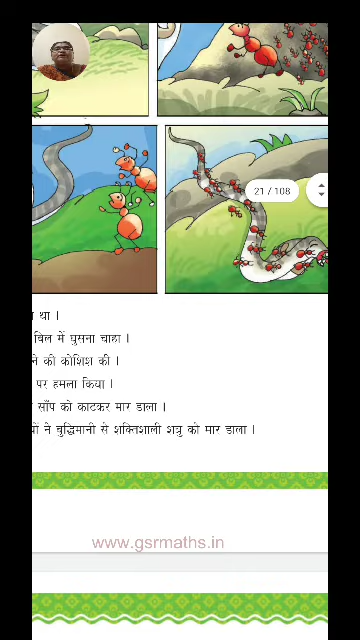 21 / 108
था ।
बिल में घुसना चाहा ।
ने की कोशिश की ।
पर हमला किया ।
साँप को काटकर मार डाला ।
यों ने बुद्धिमानी से शक्तिशाली शत्रु को मार डाला ।
www.gsrmaths.in